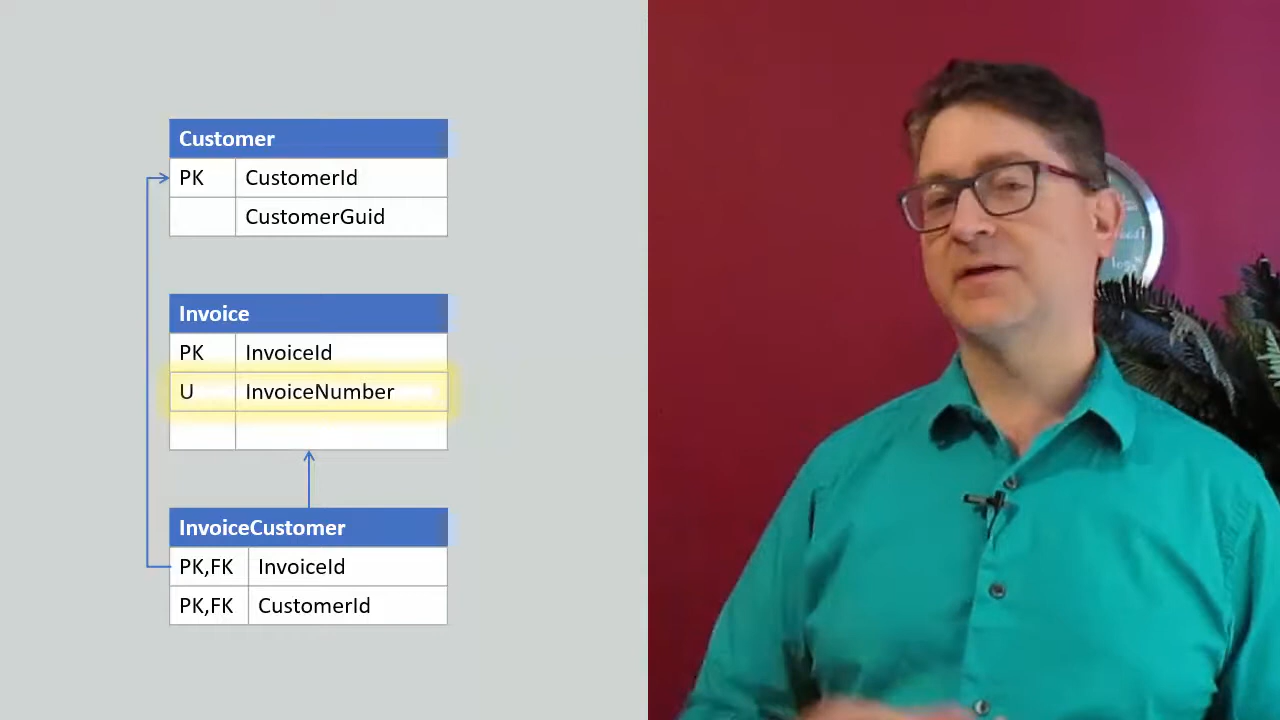 Customer
PK CustomerId
CustomerGuid
Invoice
PK InvoiceId
U InvoiceNumber
InvoiceCustomer
PK,FK InvoiceId
PK,FK CustomerId